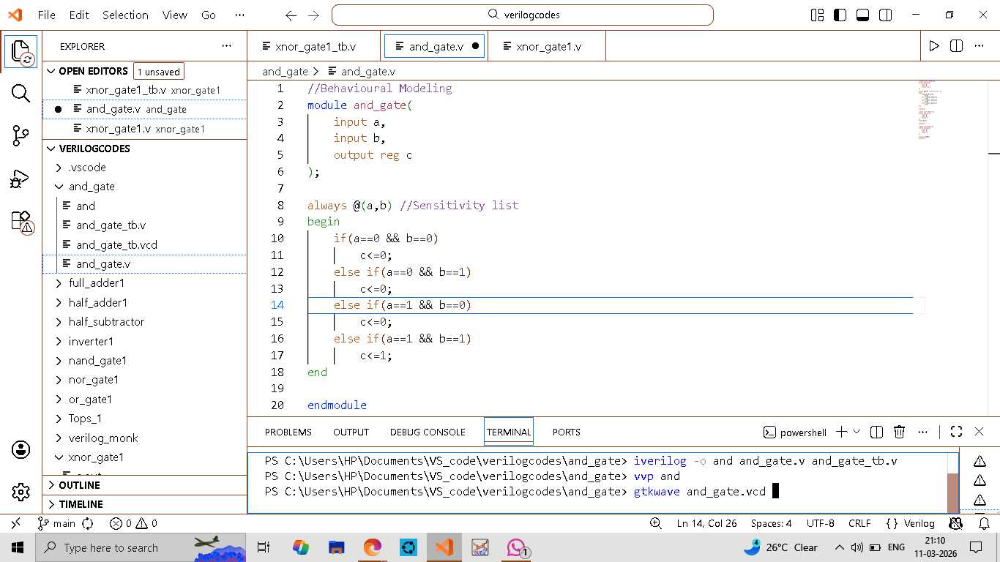 File Edit Selection View Go ···
verilogcodes
EXPLORER
OPEN EDITORS 1 unsaved
xnor_gate1_tb.v xnor_gate1
and_gate.v and_gate
xnor_gate1.v xnor_gate1
VERILOGCODES
.vscode
and_gate
and
and_gate_tb.v
and_gate_tb.vcd
and_gate.v
full_adder1
half_adder1
half_subtractor
inverter1
nand_gate1
nor_gate1
or_gate1
Tops_1
verilog_monk
xnor_gate1
OUTLINE
TIMELINE
xnor_gate1_tb.v and_gate.v xnor_gate1.v
and_gate > and_gate.v
1 //Behavioural Modeling
2 module and_gate(
3 input a,
4 input b,
5 output reg c
6 );
7
8 always @(a,b) //Sensitivity list
9 begin
10 if(a==0 && b==0)
11 c<=0;
12 else if(a==0 && b==1)
13 c<=0;
14 else if(a==1 && b==0)
15 c<=0;
16 else if(a==1 && b==1)
17 c<=1;
18 end
19
20 endmodule
PROBLEMS OUTPUT DEBUG CONSOLE TERMINAL PORTS
powershell
PS C:\Users\HP\Documents\VS_code\verilogcodes\and_gate> iverilog -o and and_gate.v and_gate_tb.v
PS C:\Users\HP\Documents\VS_code\verilogcodes\and_gate> vvp and
PS C:\Users\HP\Documents\VS_code\verilogcodes\and_gate> gtkwave and_gate.vcd
main 0 0
Ln 14, Col 26 Spaces: 4 UTF-8 CRLF {} Verilog
Type here to search
1
4
26°C Clear
ENG
21:10
11-03-2026